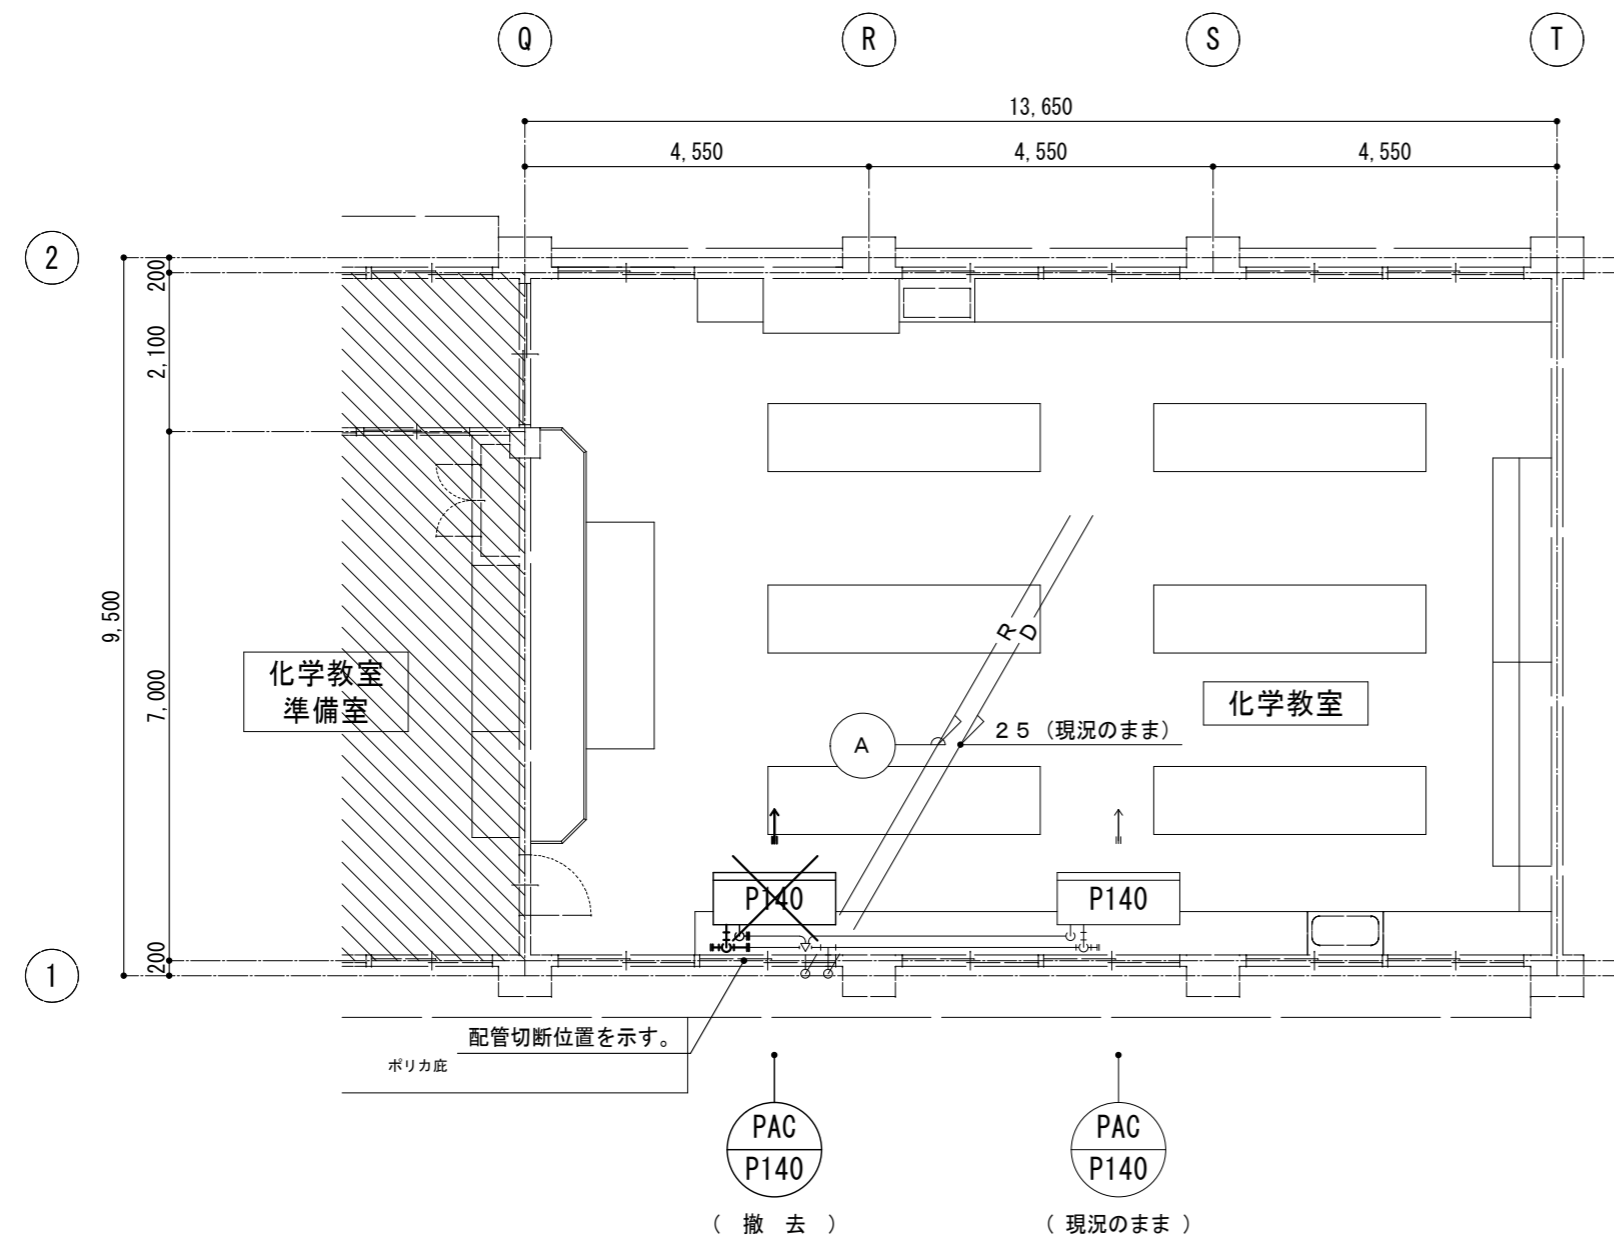 Q
R
S
T
13,650
4,550
4,550
4,550
2
200
2,100
9,500
7,000
200
1
化学教室
準備室
R
D
化学教室
A
25（現況のまま）
P140
P140
配管切断位置を示す。
ポリカ庇
PAC
P140
（ 撤 去 ）
PAC
P140
（ 現況のまま ）